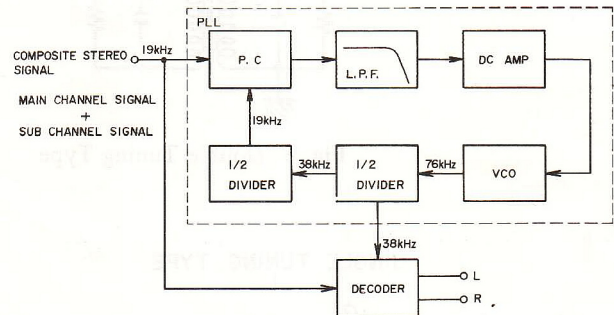 PLL
COMPOSITE STEREO
SIGNAL
19kHz
P. C
L. P. F.
DC AMP
MAIN CHANNEL SIGNAL
+
SUB CHANNEL SIGNAL
19kHz
1/2
DIVIDER
38kHz
1/2
DIVIDER
76kHz
VCO
38kHz
DECODER
L
R